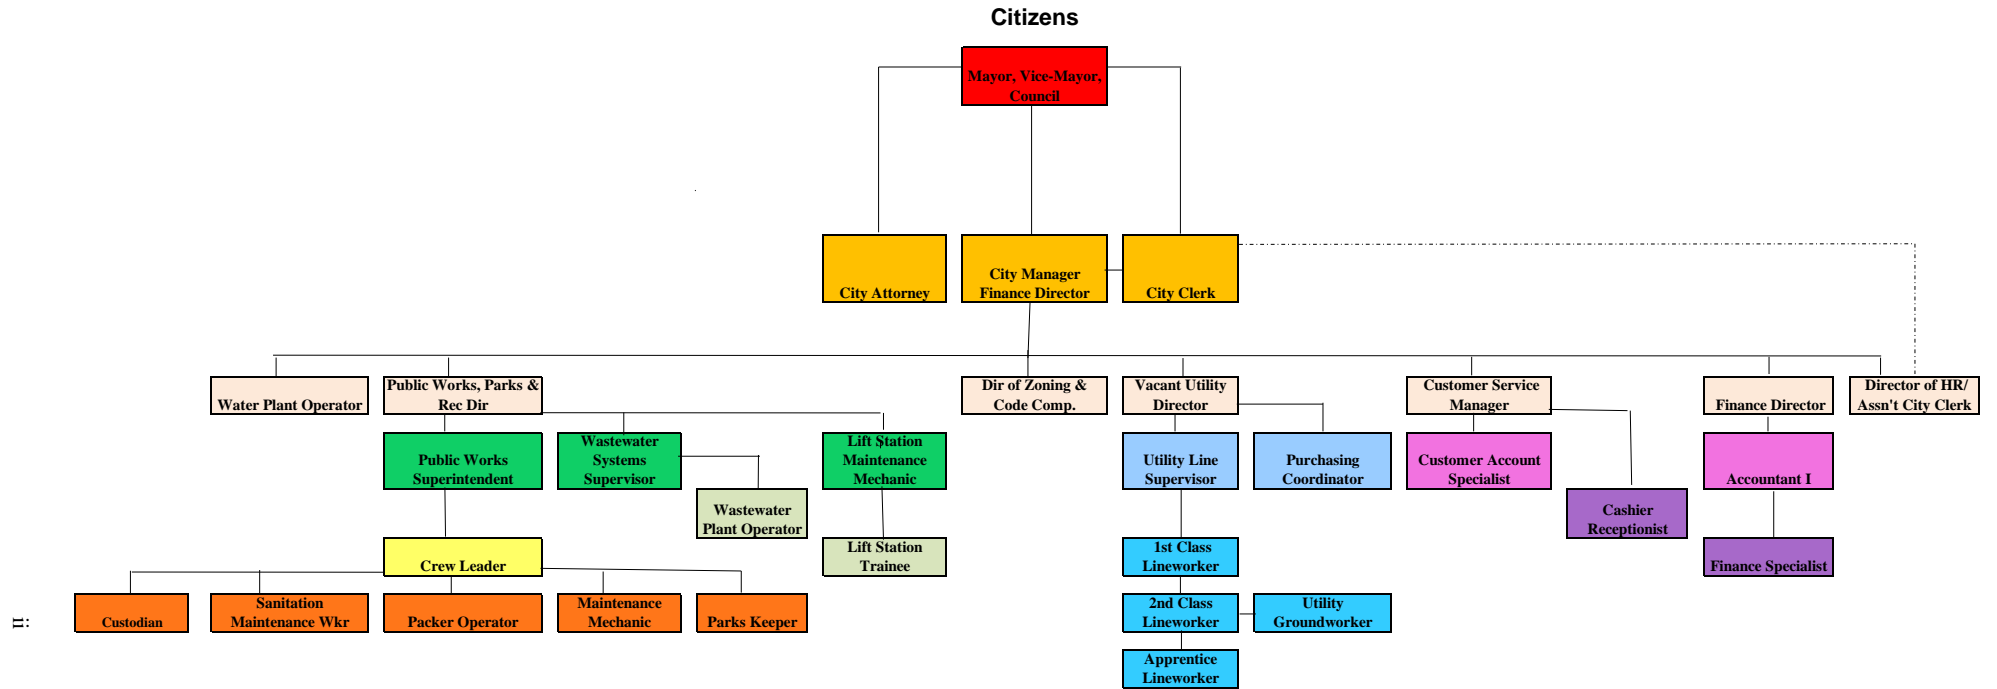 Citizens
Mayor, Vice-Mayor,
Council
City Attorney
City Manager
Finance Director
City Clerk
Water Plant Operator
Public Works, Parks &
Rec Dir
Dir of Zoning &
Code Comp.
Vacant Utility
Director
Customer Service
Manager
Finance Director
Director of HR/
Assn't City Clerk
Public Works
Superintendent
Wastewater
Systems
Supervisor
Lift Station
Maintenance
Mechanic
Utility Line
Supervisor
Purchasing
Coordinator
Customer Account
Specialist
Accountant I
Wastewater
Plant Operator
Cashier
Receptionist
Crew Leader
Lift Station
Trainee
1st Class
Lineworker
Finance Specialist
Custodian
Sanitation
Maintenance Wkr
Packer Operator
Maintenance
Mechanic
Parks Keeper
2nd Class
Lineworker
Utility
Groundworker
Apprentice
Lineworker
ii